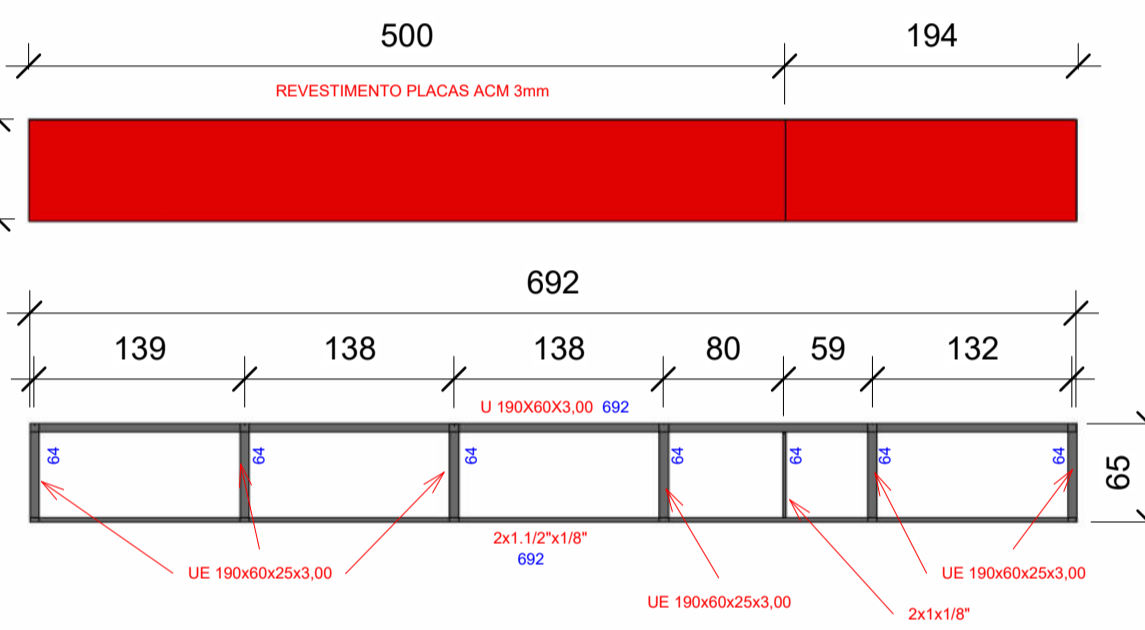 500
194
REVESTIMENTO PLACAS ACM 3mm
692
139
138
138
80
59
132
U 190X60X3,00 692
64
64
64
64
64
64
64
65
2x1.1/2"x1/8"
692
UE 190x60x25x3,00
UE 190x60x25x3,00
UE 190x60x25x3,00
2x1x1/8"